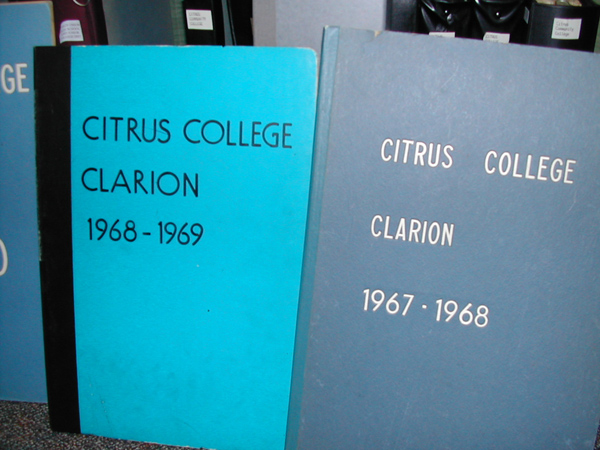 GE
CITRUS COLLEGE
CLARION
1968 - 1969
CITRUS COLLEGE
CLARION
1967 - 1968